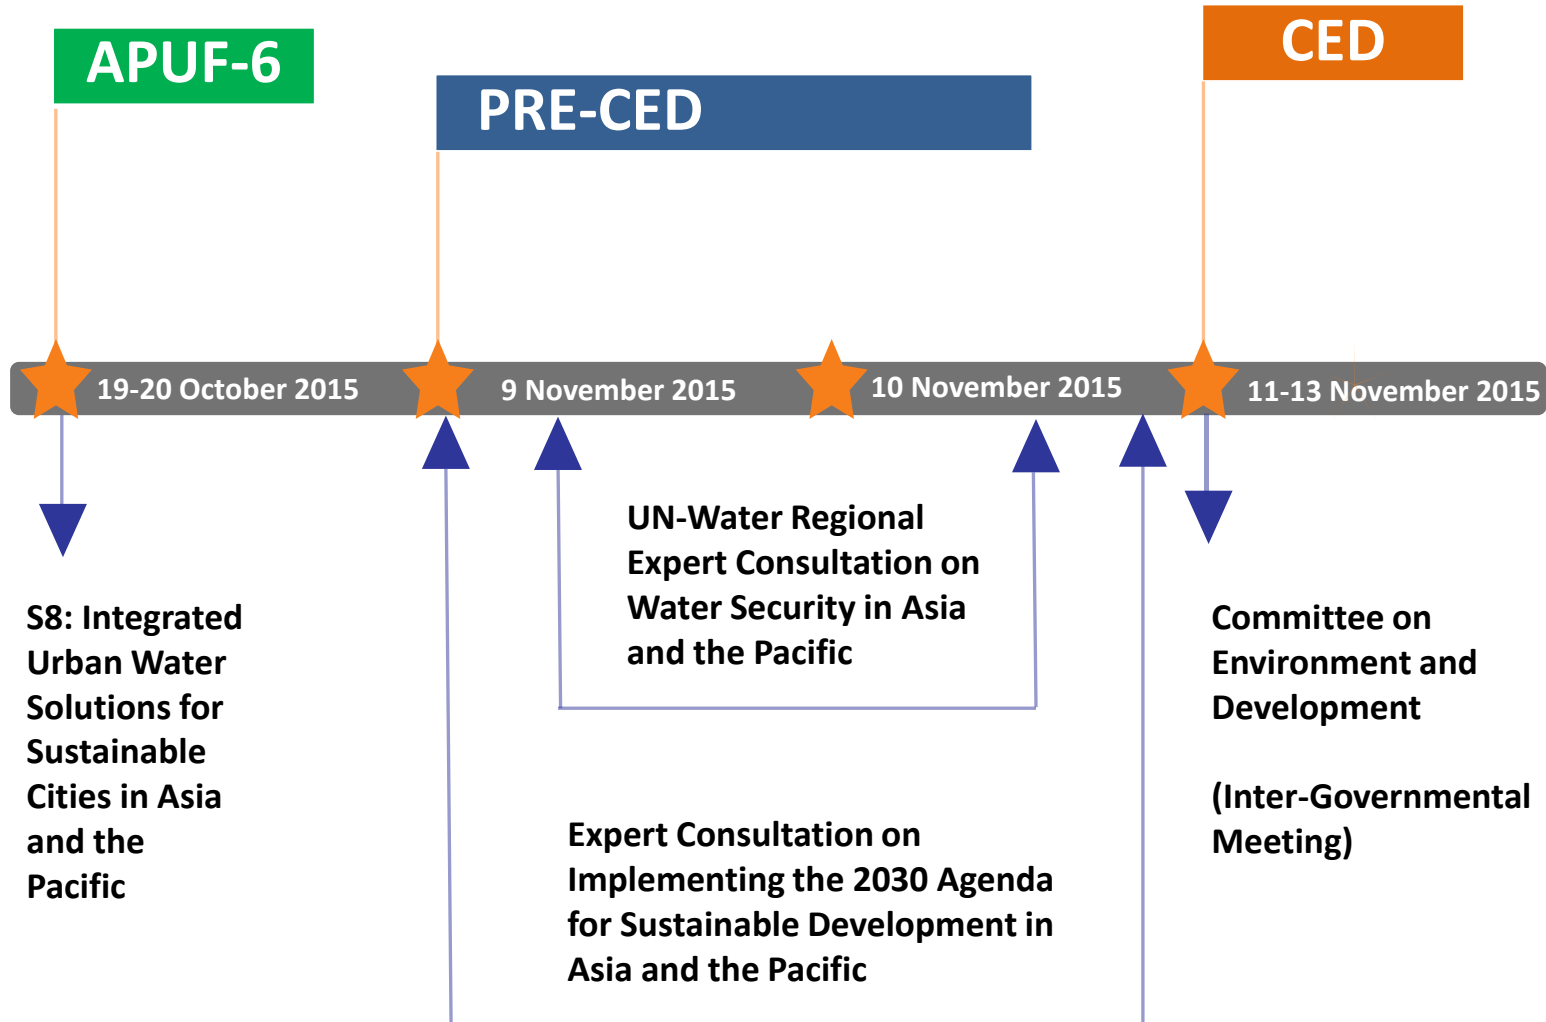 APUF-6
PRE-CED
CED
19-20 October 2015
9 November 2015
10 November 2015
11-13 November 2015
S8: Integrated
Urban Water
Solutions for
Sustainable
Cities in Asia
and the
Pacific
UN-Water Regional
Expert Consultation on
Water Security in Asia
and the Pacific
Expert Consultation on
Implementing the 2030 Agenda
for Sustainable Development in
Asia and the Pacific
Committee on
Environment and
Development
(Inter-Governmental
Meeting)